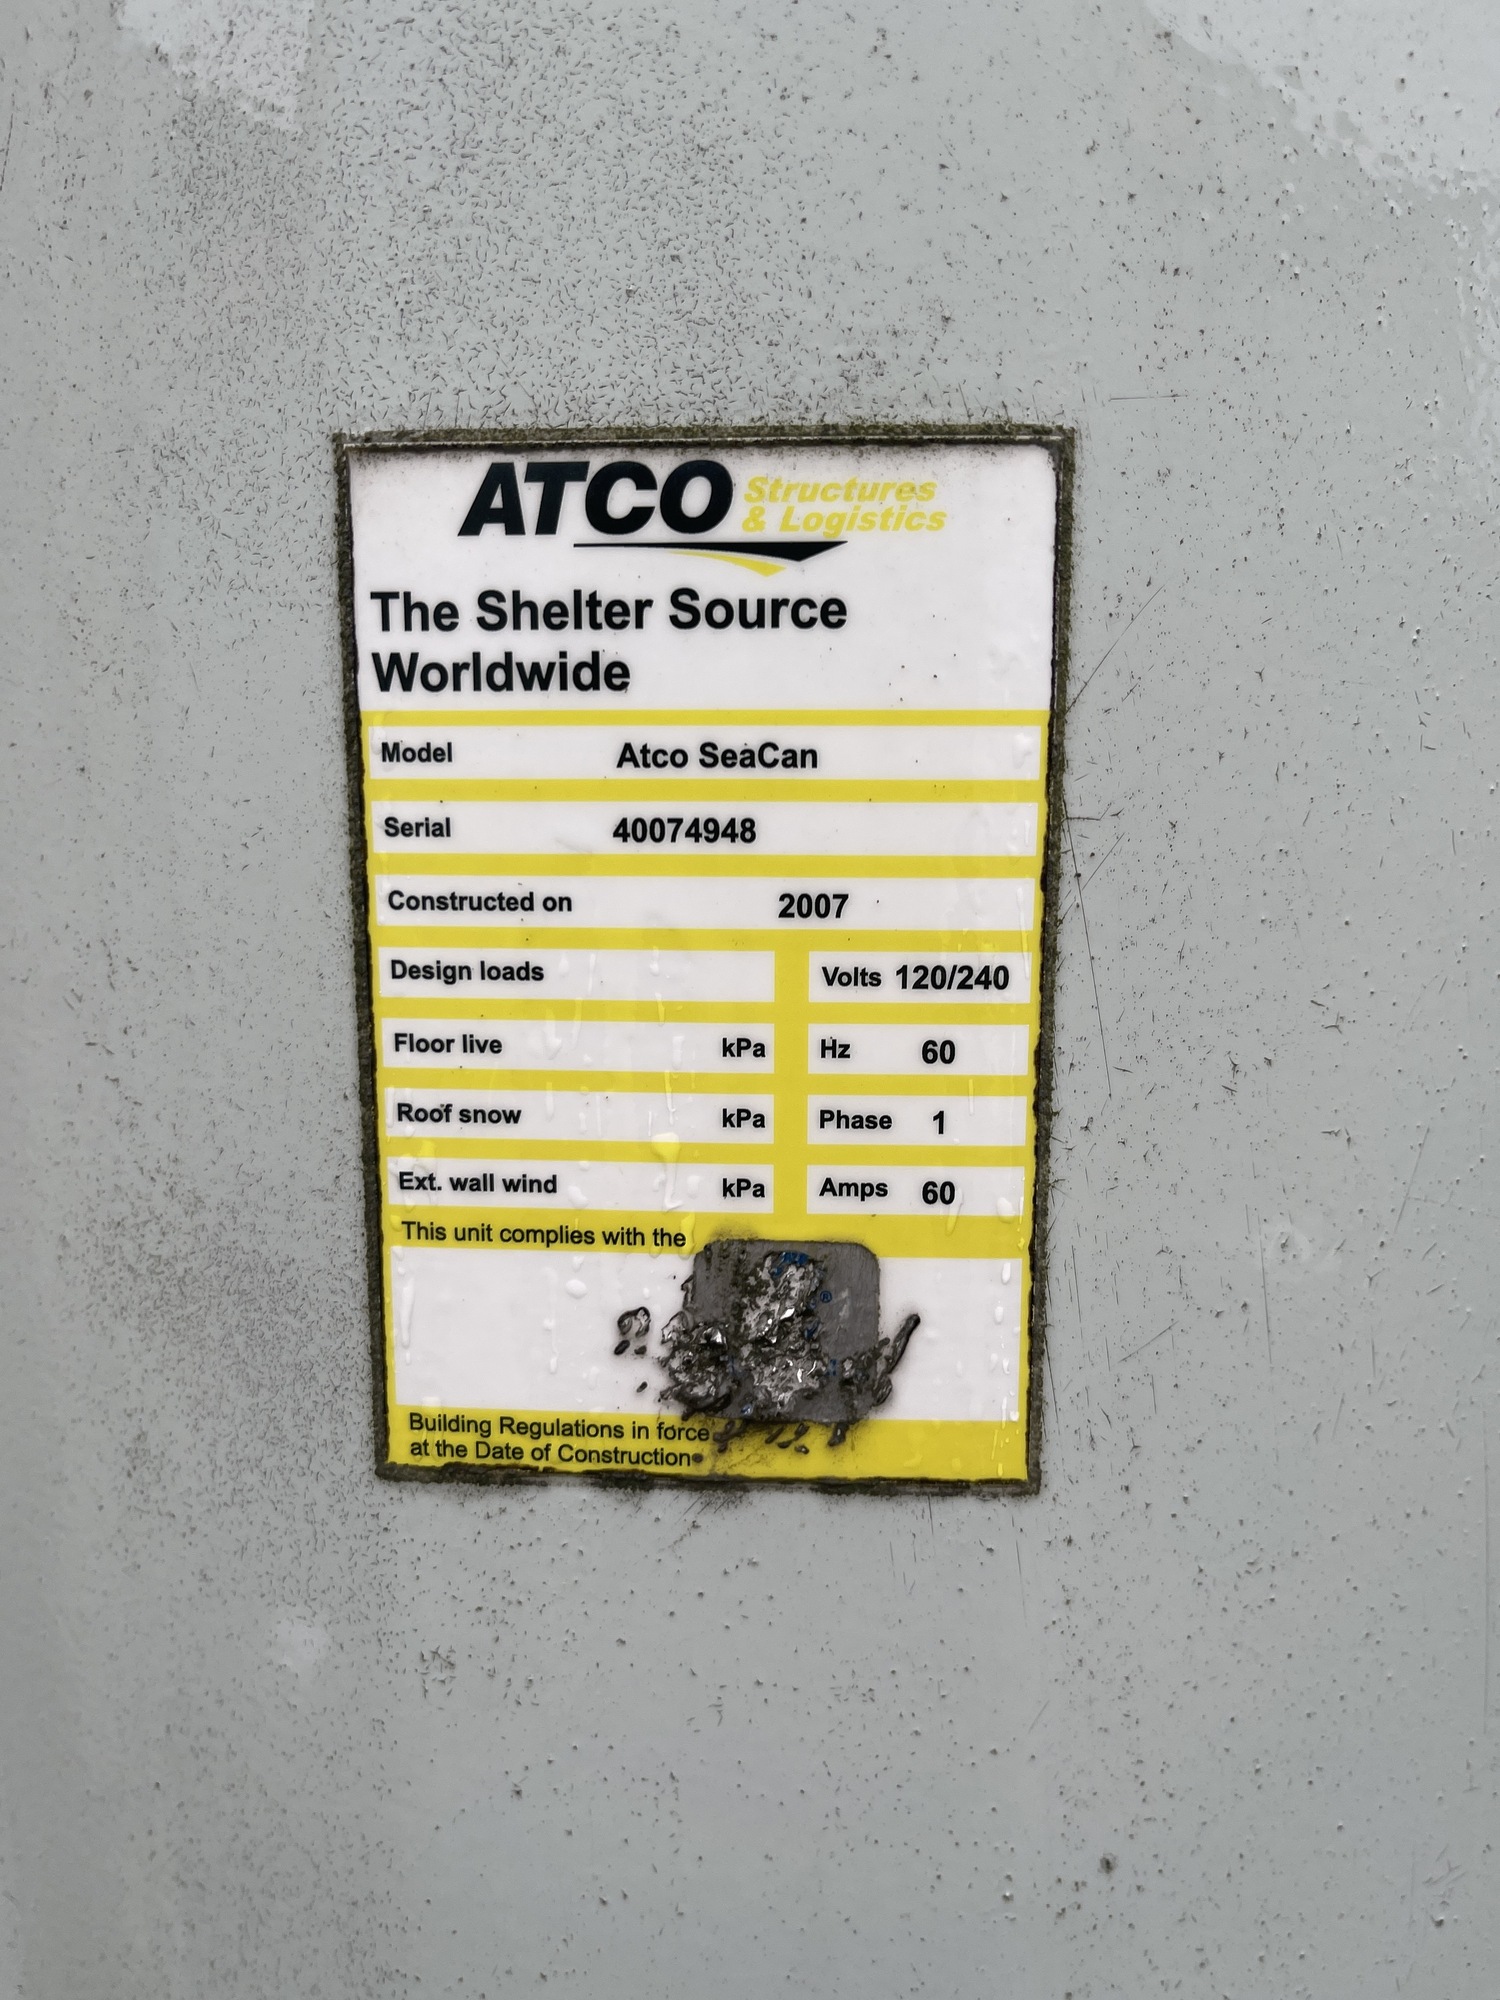 ATCO Structures
& Logistics
The Shelter Source
Worldwide
Model Atco SeaCan
Serial 40074948
Constructed on 2007
Design loads Volts 120/240
Floor live kPa Hz 60
Roof snow kPa Phase 1
Ext. wall wind kPa Amps 60
This unit complies with the
®
Building Regulations in force
at the Date of Construction